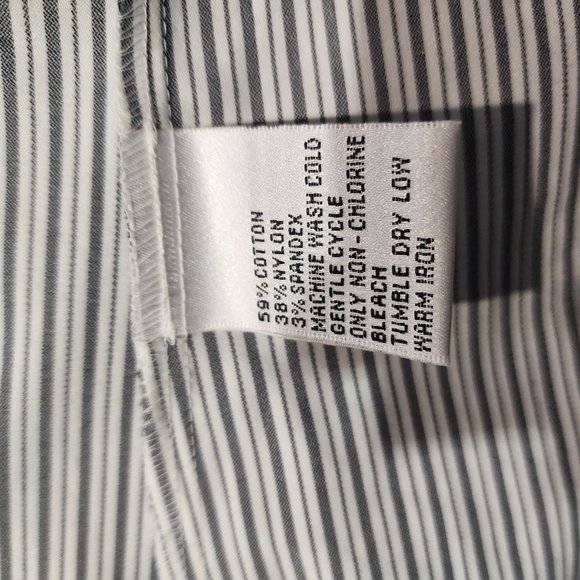 59% COTTON
38% NYLON
3% SPANDEX
MACHINE WASH COLD
GENTLE CYCLE
ONLY NON-CHLORINE
BLEACH
TUMBLE DRY LOW
WARM IRON